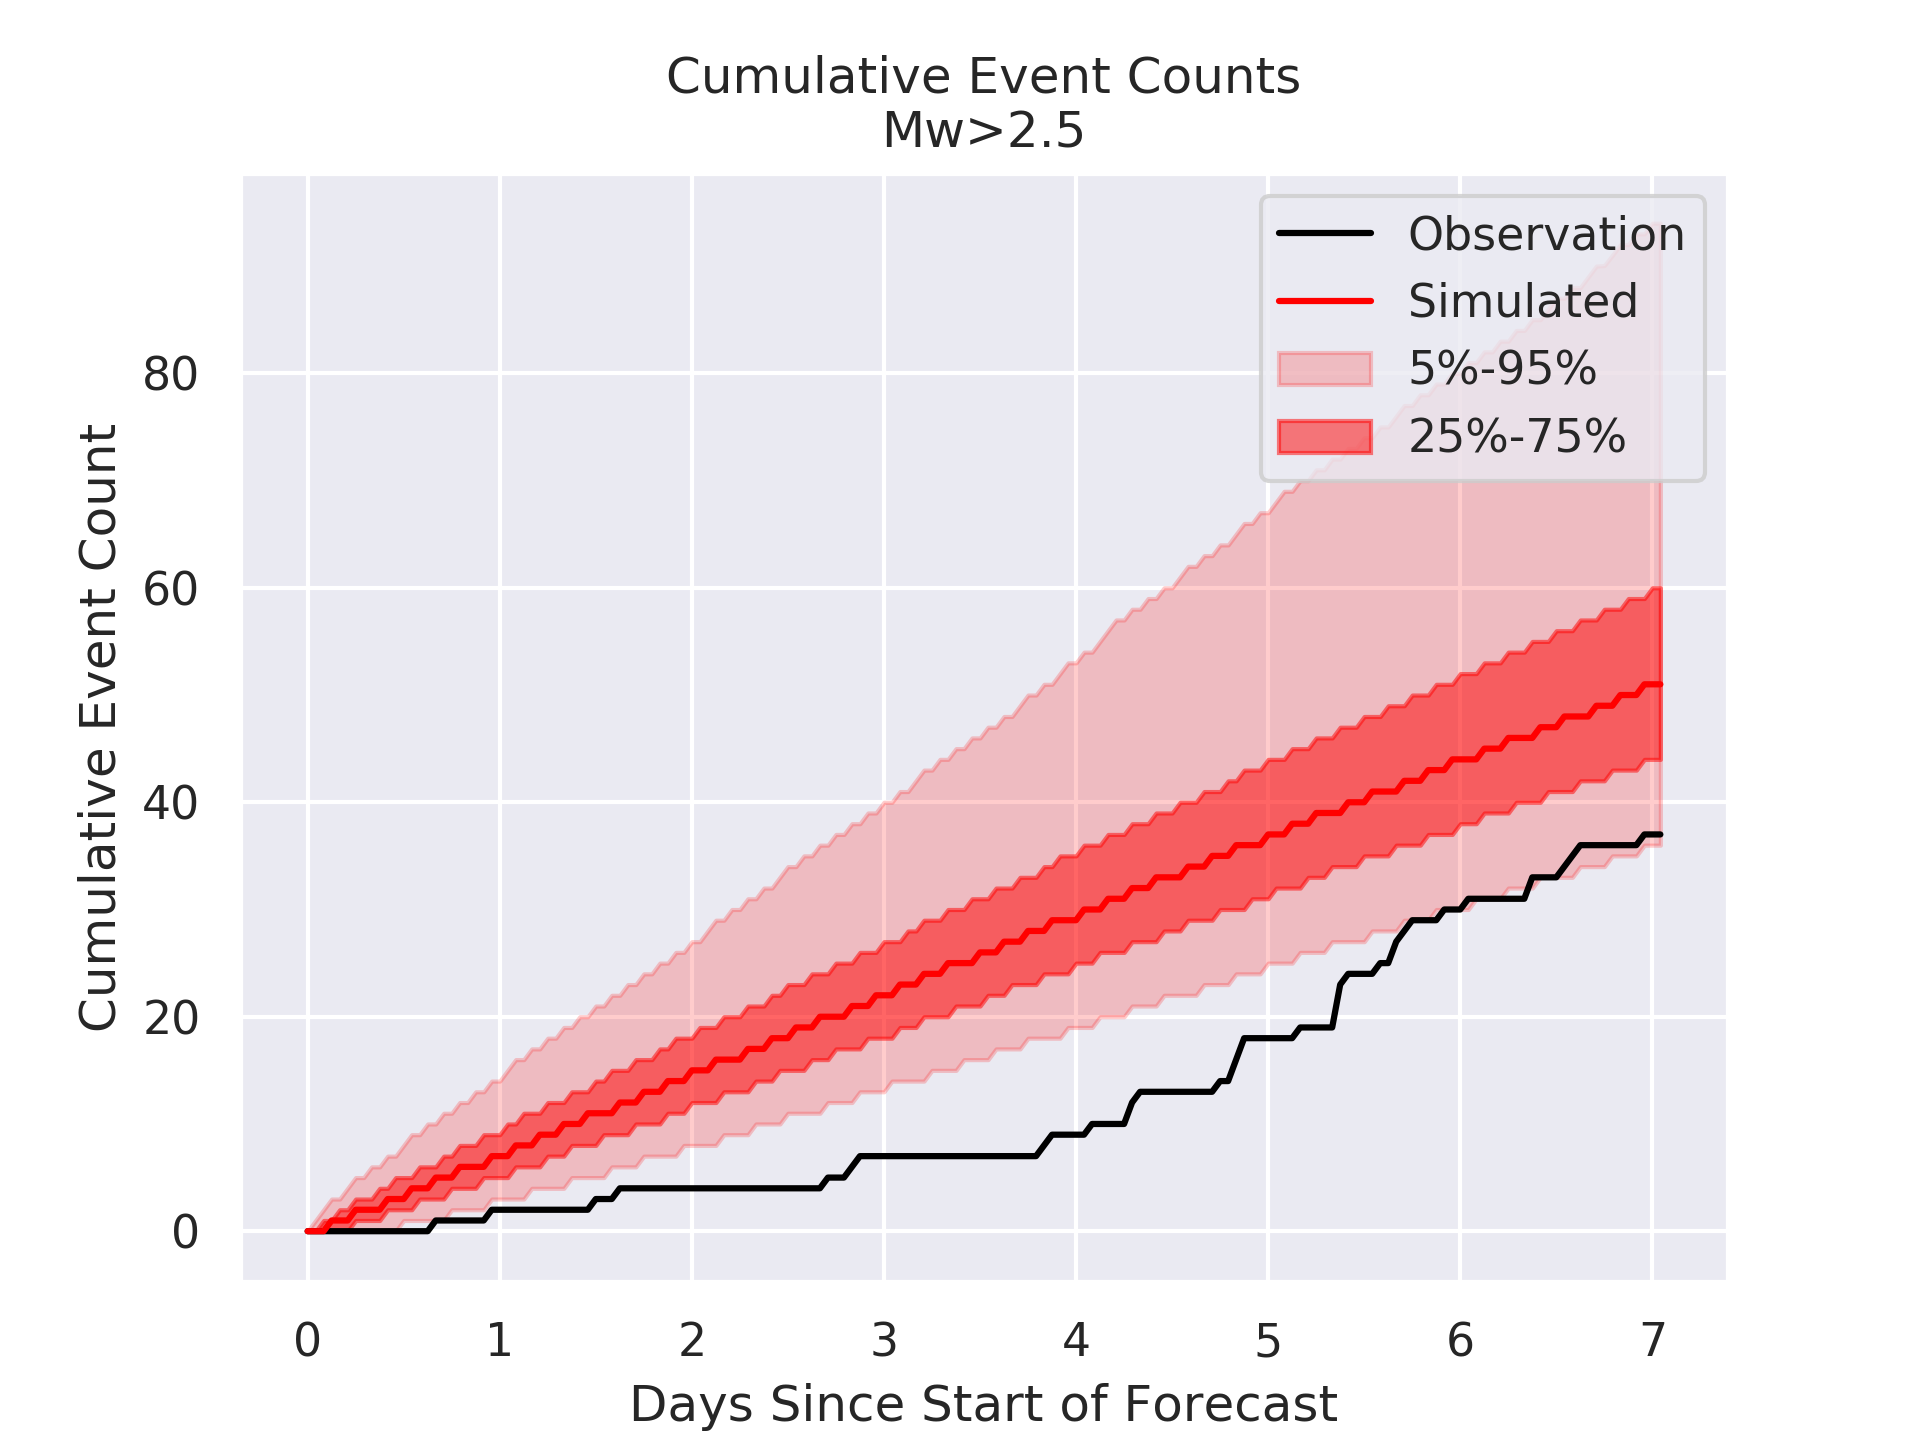 Cumulative Event Counts
Mw>2.5
Observation
Simulated
5%-95%
25%-75%
Cumulative Event Count
80
60
40
20
0
0 1 2 3 4 5 6 7
Days Since Start of Forecast